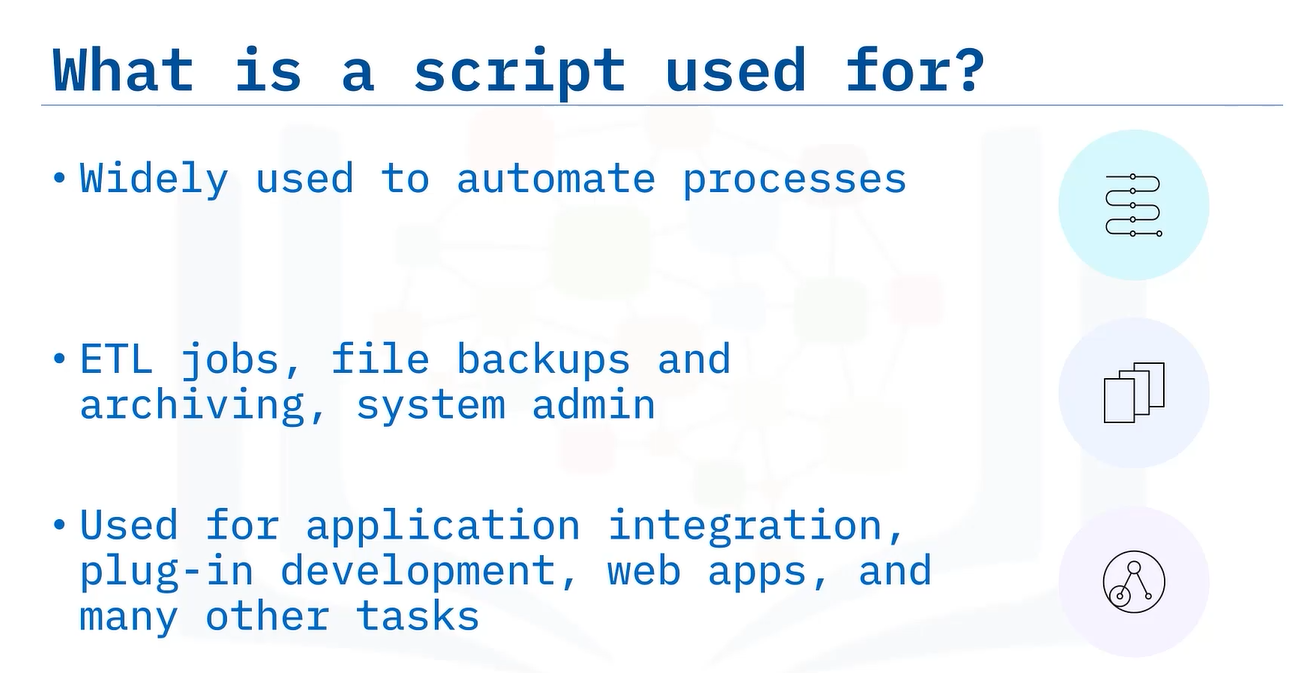 What is a script used for?
• Widely used to automate processes
• ETL jobs, file backups and
archiving, system admin
• Used for application integration,
plug-in development, web apps, and
many other tasks